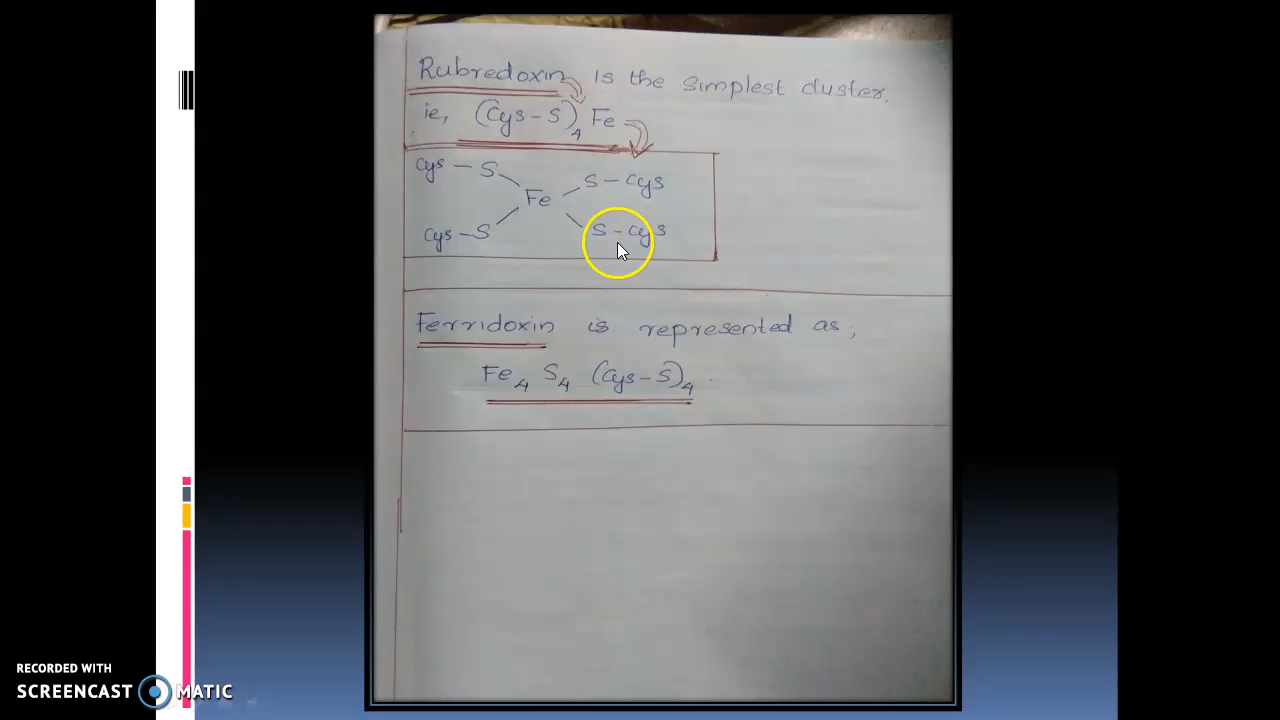 Rubredoxin is the simplest cluster.
ie, (Cys-S)₄ Fe
Cys - S S - Cys
Fe
Cys - S S - Cys
Ferridoxin is represented as;
Fe₄ S₄ (Cys-S)₄
RECORDED WITH
SCREENCAST MATIC